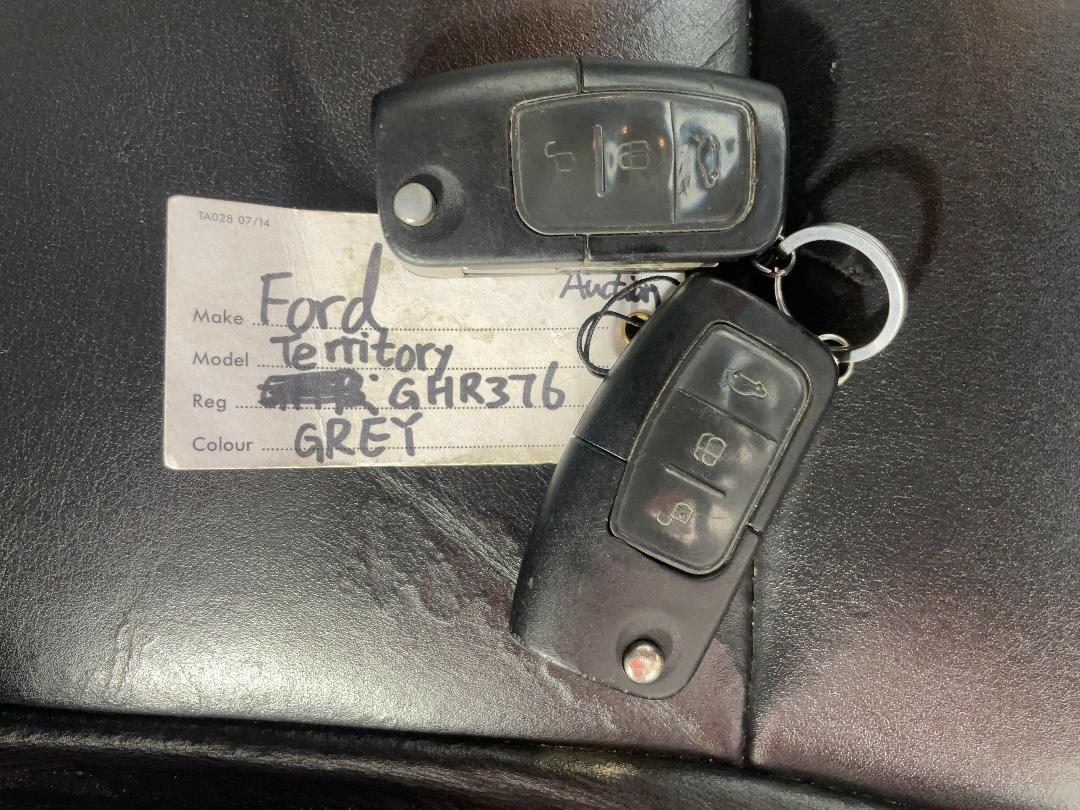 TA028 07/14
Auction
Make Ford
Model Territory
Reg GHR376
Colour GREY